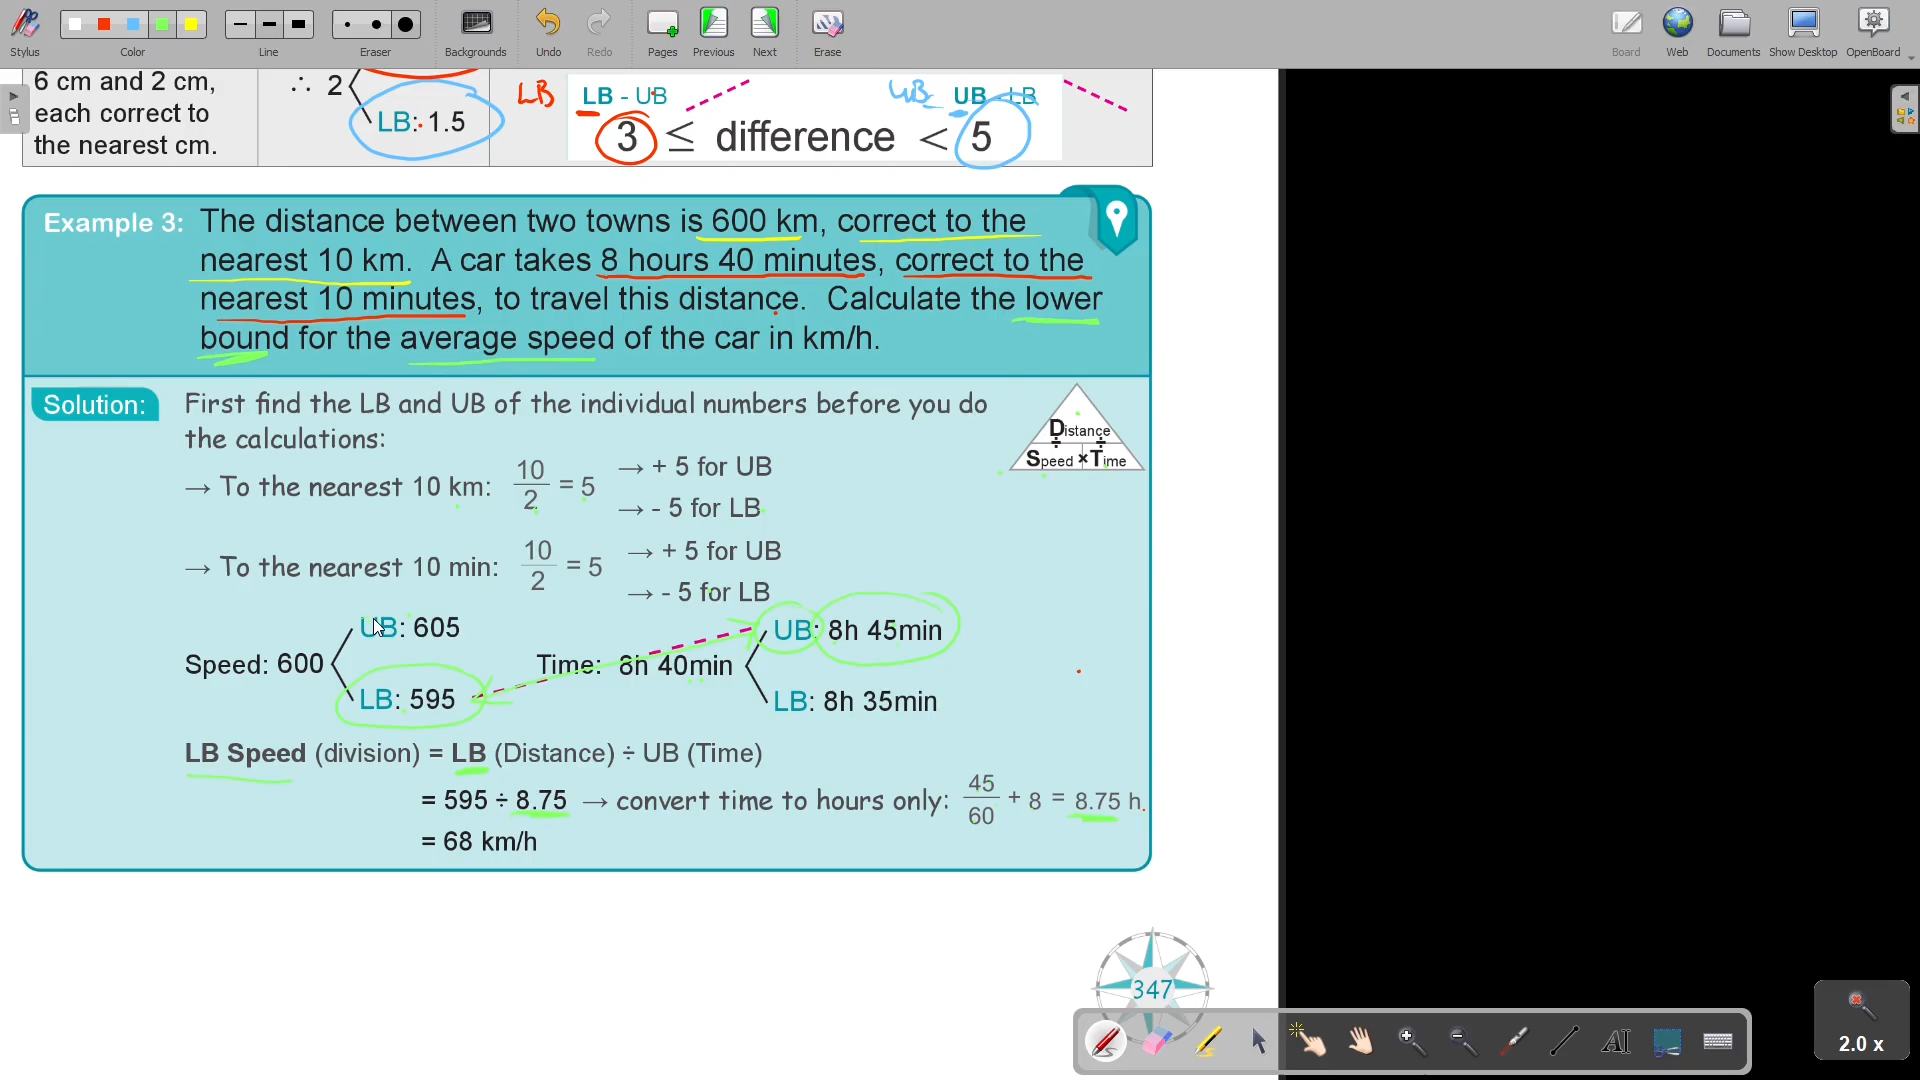 Stylus
Color
Line
Eraser
Backgrounds
Undo
Redo
Pages
Previous
Next
Erase
Board
Web
Documents
Show Desktop
OpenBoard
6 cm and 2 cm,
each correct to
the nearest cm.
∴ 2
LB: 1.5
LB
LB - UB
UB
UB - LB
3 ≤ difference < 5
Example 3: The distance between two towns is 600 km, correct to the
nearest 10 km. A car takes 8 hours 40 minutes, correct to the
nearest 10 minutes, to travel this distance. Calculate the lower
bound for the average speed of the car in km/h.
Solution: First find the LB and UB of the individual numbers before you do
the calculations:
Distance
÷ ÷
Speed × Time
→ To the nearest 10 km: 10/2 = 5 → + 5 for UB
→ - 5 for LB
→ To the nearest 10 min: 10/2 = 5 → + 5 for UB
→ - 5 for LB
UB: 605
Speed: 600
LB: 595
UB: 8h 45min
Time: 8h 40min
LB: 8h 35min
LB Speed (division) = LB (Distance) ÷ UB (Time)
= 595 ÷ 8.75 → convert time to hours only: 45/60 + 8 = 8.75 h.
= 68 km/h
347
2.0 x